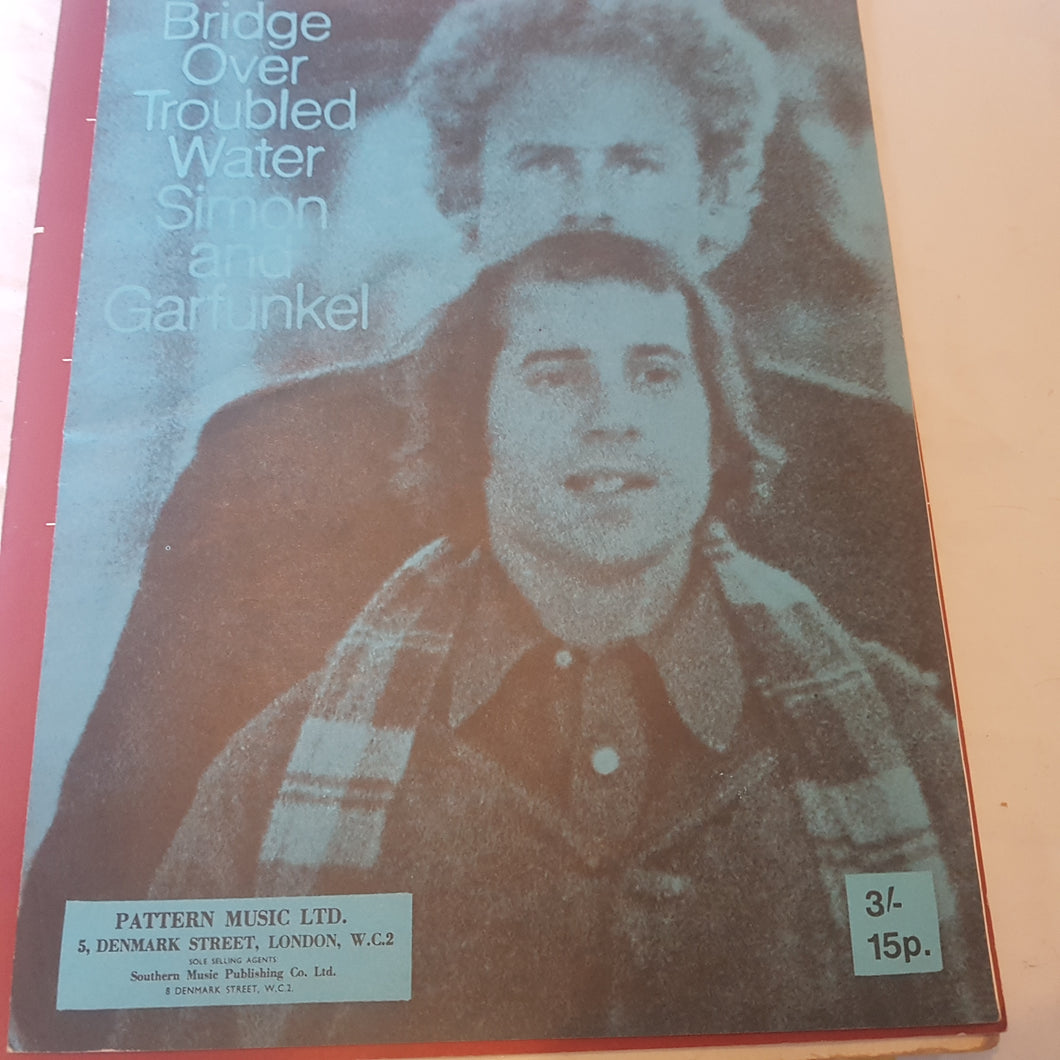 Bridge
Over
Troubled
Water
Simon
and
Garfunkel
PATTERN MUSIC LTD.
5, DENMARK STREET, LONDON, W.C.2
SOLE SELLING AGENTS:
Southern Music Publishing Co. Ltd.
8 DENMARK STREET, W.C.2.
3/-
15p.